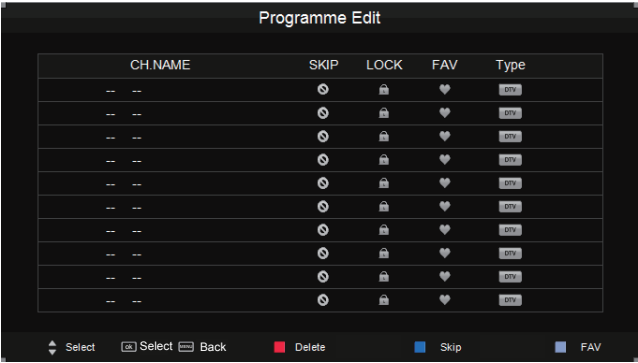 Programme Edit
CH.NAME SKIP LOCK FAV Type
-- -- DTV
-- -- DTV
-- -- DTV
-- -- DTV
-- -- DTV
-- -- DTV
-- -- DTV
-- -- DTV
-- -- DTV
-- -- DTV
Select ok Select MENU Back Delete Skip FAV